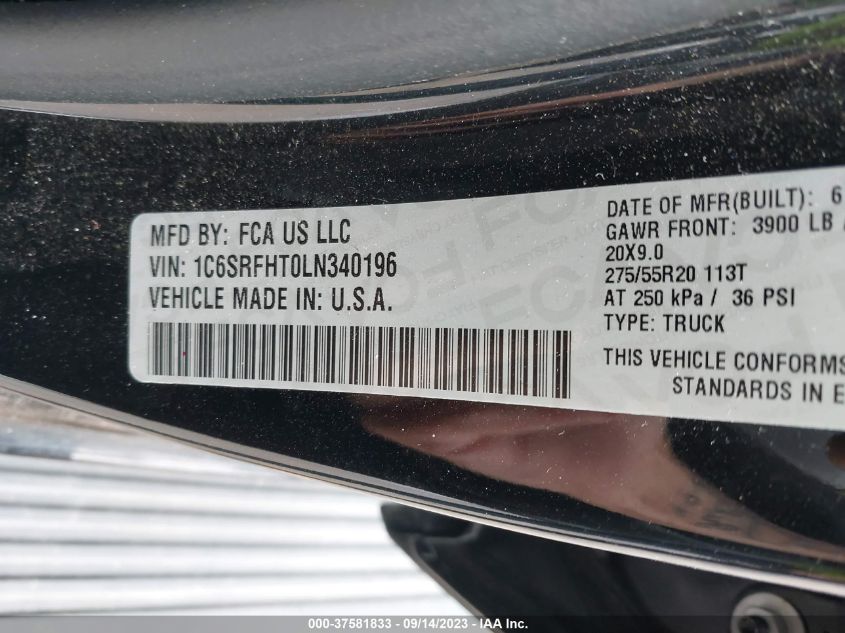 MFD BY: FCA US LLC
VIN: 1C6SRFHT0LN340196
VEHICLE MADE IN: U.S.A.
DATE OF MFR(BUILT): 6
GAWR FRONT: 3900 LB
20X9.0
275/55R20 113T
AT 250 kPa / 36 PSI
TYPE: TRUCK
THIS VEHICLE CONFORMS
STANDARDS IN E
000-37581833 - 09/14/2023 - IAA Inc.